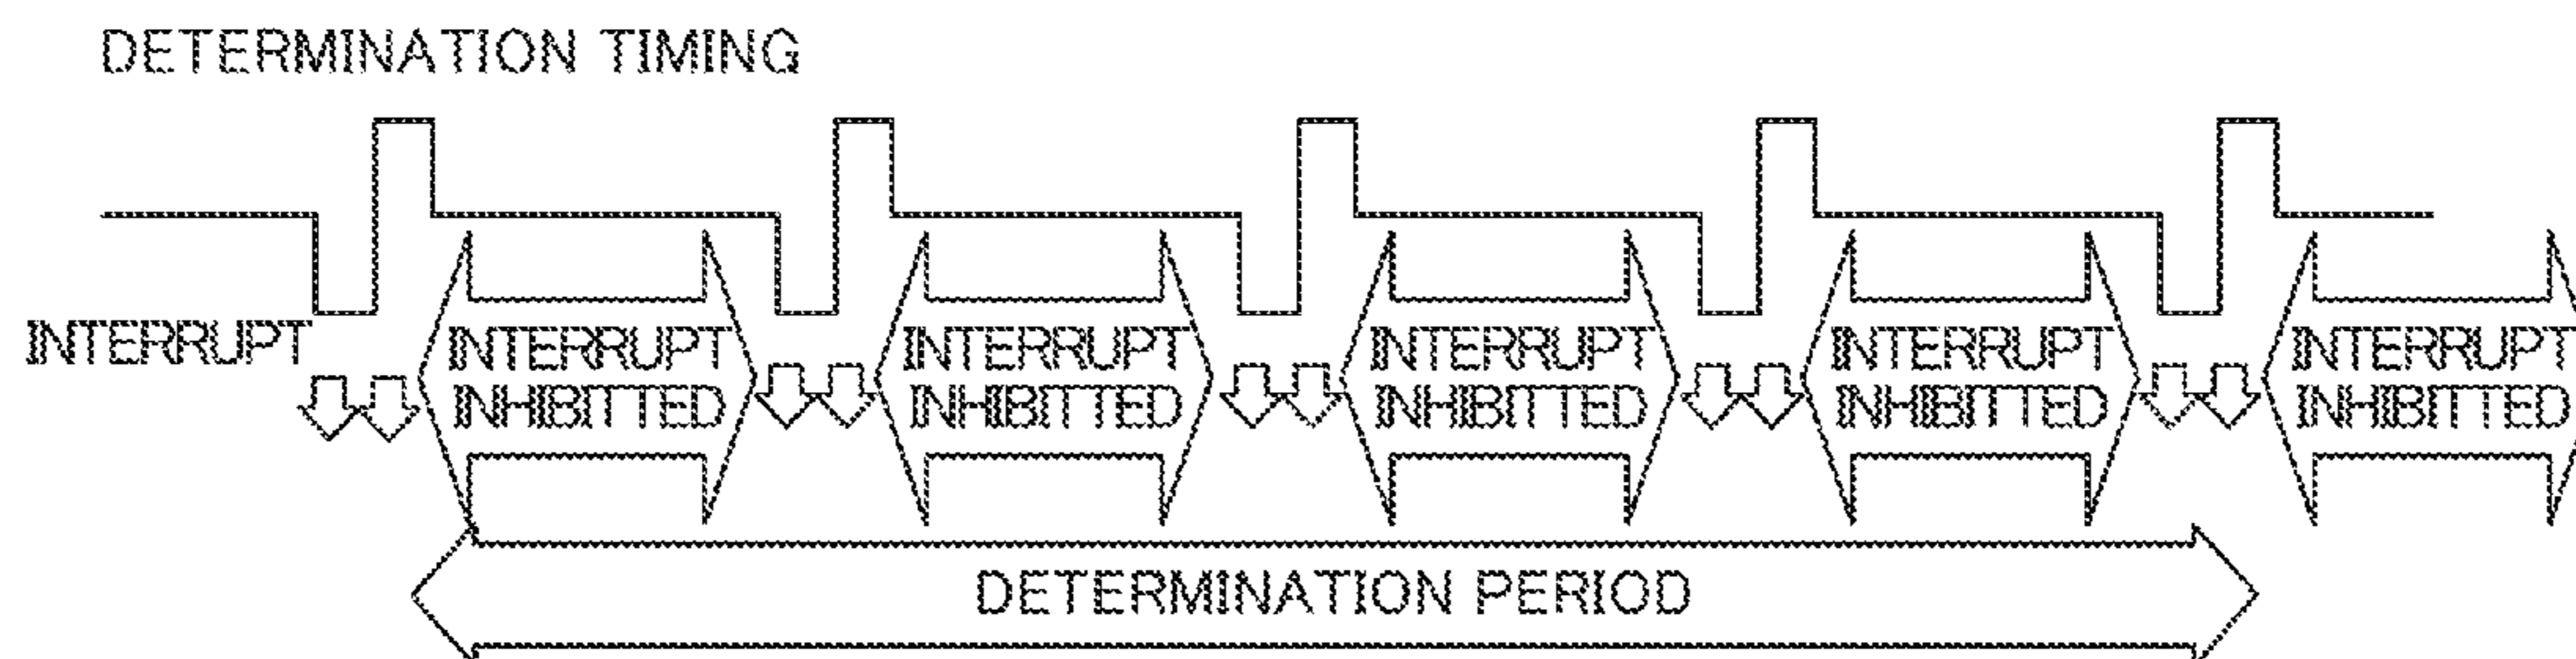 DETERMINATION TIMING
INTERRUPT
INTERRUPT
INHIBITTED
INTERRUPT
INHIBITTED
INTERRUPT
INHIBITTED
INTERRUPT
INHIBITTED
INTERRUPT
INHIBITTED
DETERMINATION PERIOD